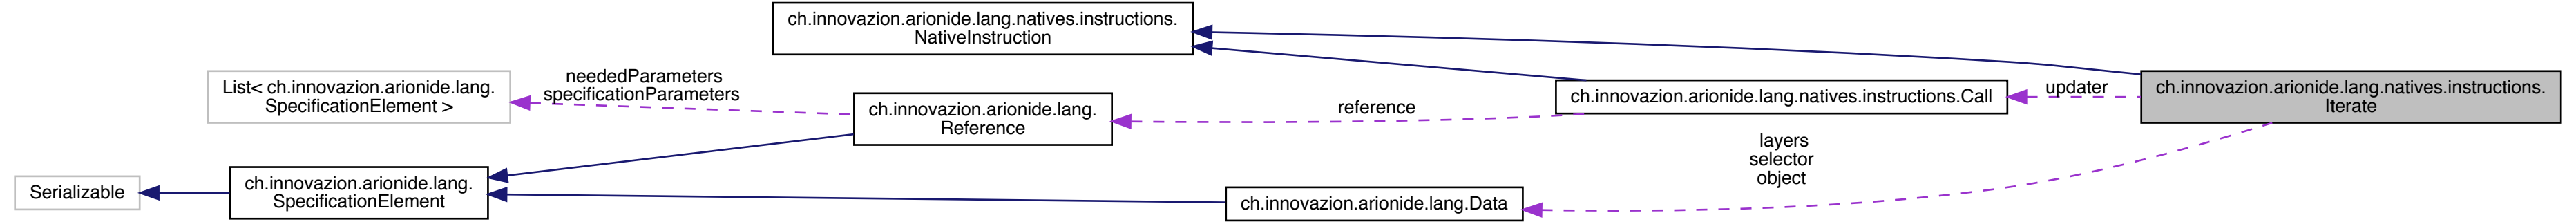 ch.innovazion.arionide.lang.natives.instructions.
NativeInstruction
List< ch.innovazion.arionide.lang.
SpecificationElement >
neededParameters
specificationParameters
ch.innovazion.arionide.lang.
Reference
reference
ch.innovazion.arionide.lang.natives.instructions.Call
updater
ch.innovazion.arionide.lang.natives.instructions.
Iterate
layers
selector
object
Serializable
ch.innovazion.arionide.lang.
SpecificationElement
ch.innovazion.arionide.lang.Data